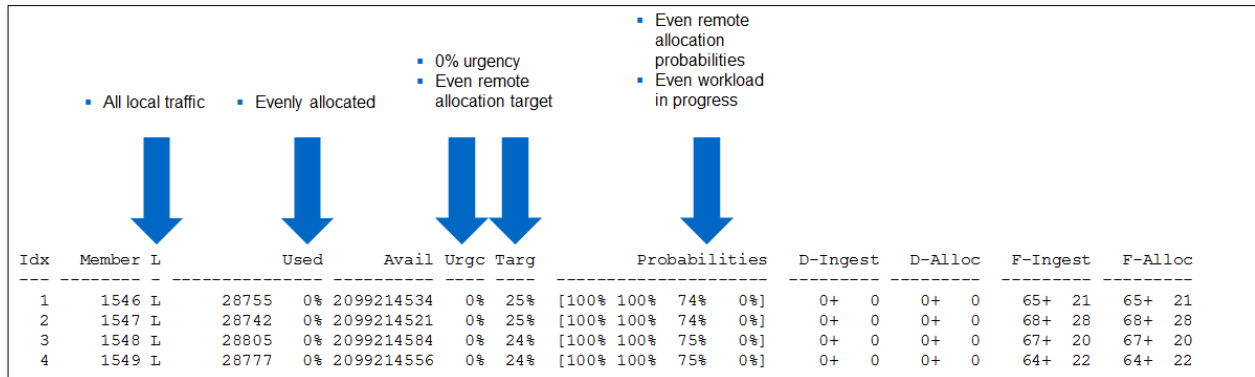 ▪ All local traffic
▪ Evenly allocated
▪ 0% urgency
▪ Even remote
allocation target
▪ Even remote
allocation
probabilities
▪ Even workload
in progress
Idx Member L Used Avail Urgc Targ Probabilities D-Ingest D-Alloc F-Ingest F-Alloc
--- -------- - ------------------ ---------- ---- ---- --------------------- -------- -------- -------- --------
1 1546 L 28755 0% 2099214534 0% 25% [100% 100% 74% 0%] 0+ 0 0+ 0 65+ 21 65+ 21
2 1547 L 28742 0% 2099214521 0% 25% [100% 100% 74% 0%] 0+ 0 0+ 0 68+ 28 68+ 28
3 1548 L 28805 0% 2099214584 0% 24% [100% 100% 75% 0%] 0+ 0 0+ 0 67+ 20 67+ 20
4 1549 L 28777 0% 2099214556 0% 24% [100% 100% 75% 0%] 0+ 0 0+ 0 64+ 22 64+ 22